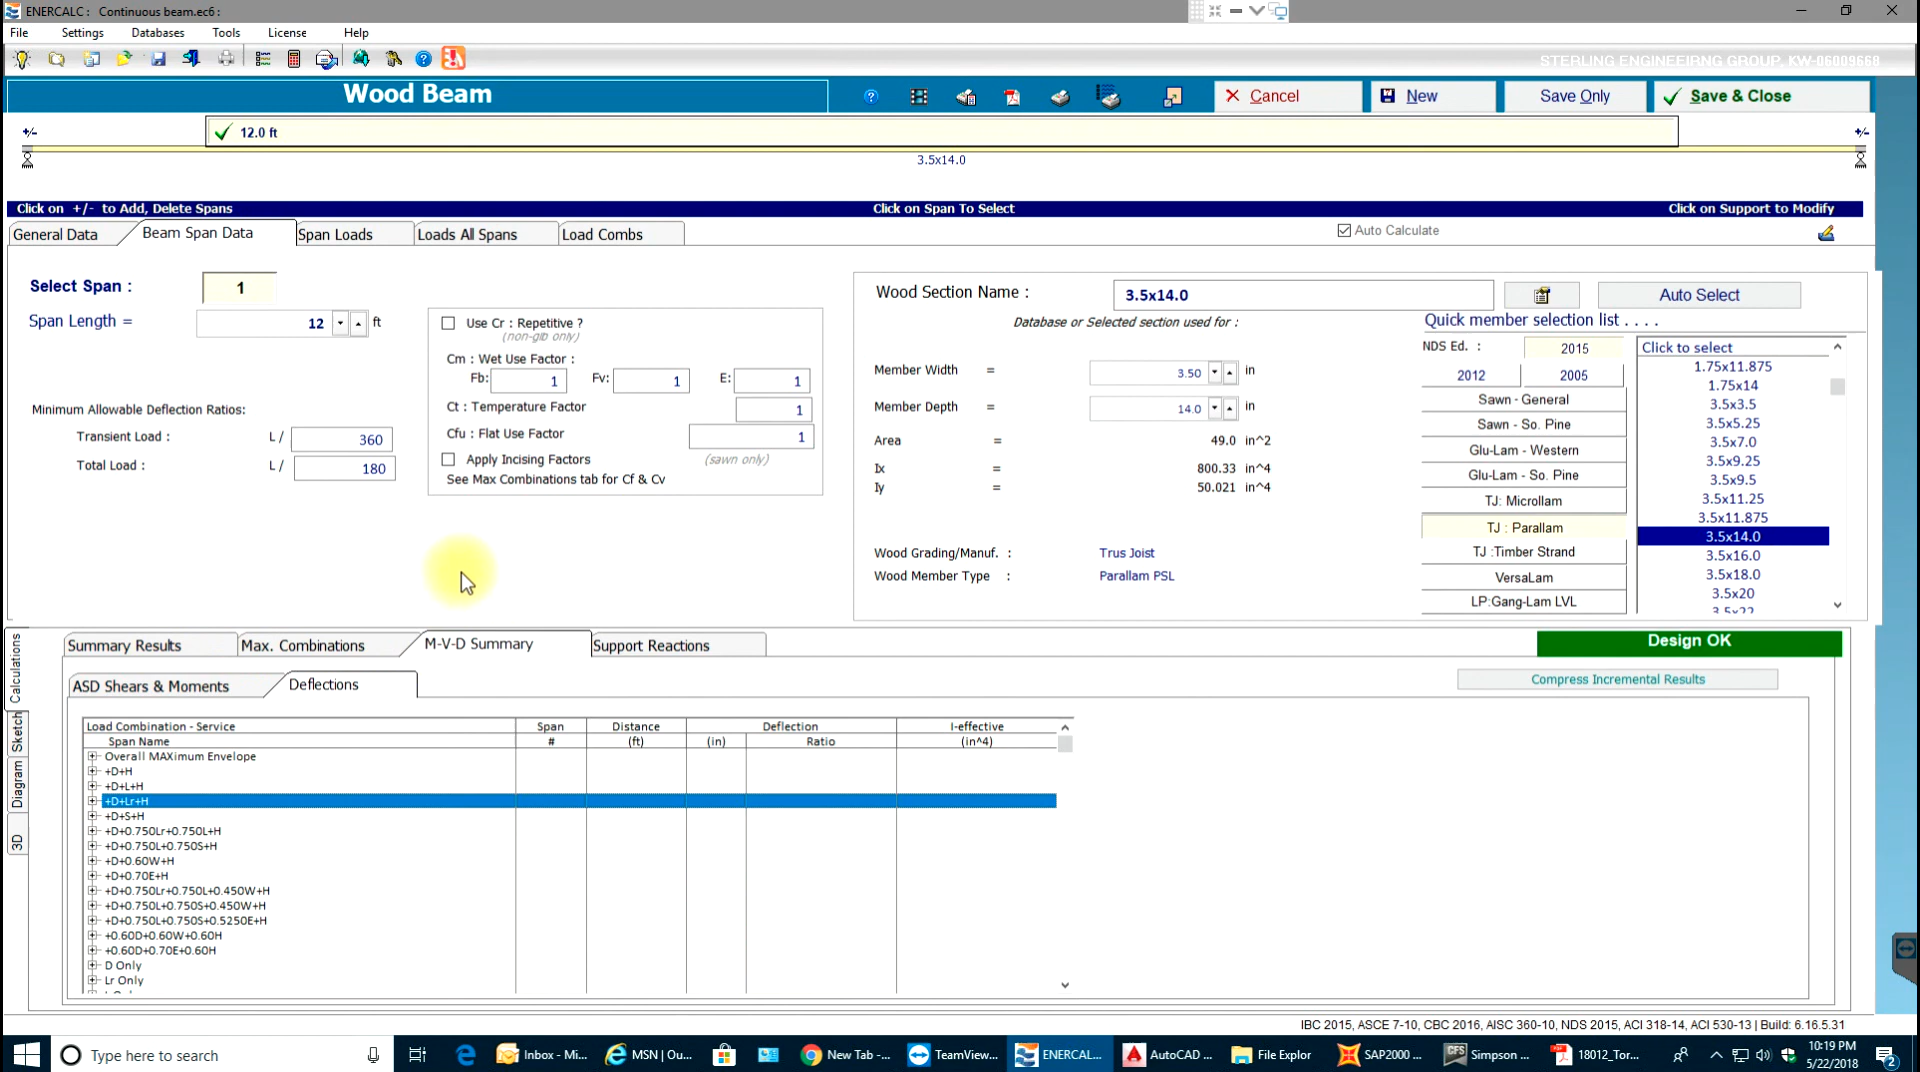 ENERCALC : Continuous beam.ec6 :
File Settings Databases Tools License Help
STERLING ENGINEEIRNG GROUP, KW-06009668
Wood Beam
Cancel
New
Save Only
Save & Close
+/-
12.0 ft
+/-
3.5x14.0
Click on +/- to Add, Delete Spans
Click on Span To Select
Click on Support to Modify
General Data
Beam Span Data
Span Loads
Loads All Spans
Load Combs
Auto Calculate
Select Span : 1
Span Length = 12 ft
Minimum Allowable Deflection Ratios:
Transient Load : L / 360
Total Load : L / 180
Use Cr : Repetitive ?
(non-glb only)
Cm : Wet Use Factor :
Fb: 1 Fv: 1 E: 1
Ct : Temperature Factor 1
Cfu : Flat Use Factor 1
Apply Incising Factors (sawn only)
See Max Combinations tab for Cf & Cv
Wood Section Name : 3.5x14.0
Auto Select
Database or Selected section used for :
Member Width = 3.50 in
Member Depth = 14.0 in
Area = 49.0 in^2
Ix = 800.33 in^4
Iy = 50.021 in^4
Wood Grading/Manuf. : Trus Joist
Wood Member Type : Parallam PSL
Quick member selection list . . . .
NDS Ed. : 2015
2012 2005
Sawn - General
Sawn - So. Pine
Glu-Lam - Western
Glu-Lam - So. Pine
TJ: Microllam
TJ : Parallam
TJ :Timber Strand
VersaLam
LP:Gang-Lam LVL
Click to select
1.75x11.875
1.75x14
3.5x3.5
3.5x5.25
3.5x7.0
3.5x9.25
3.5x9.5
3.5x11.25
3.5x11.875
3.5x14.0
3.5x16.0
3.5x18.0
3.5x20
3.5x22
Calculations
Sketch
Diagram
3D
Summary Results
Max. Combinations
M-V-D Summary
Support Reactions
Design OK
ASD Shears & Moments
Deflections
Compress Incremental Results
Load Combination - Service Span Distance Deflection I-effective
Span Name # (ft) (in) Ratio (in^4)
Overall MAXimum Envelope
+D+H
+D+L+H
+D+Lr+H
+D+S+H
+D+0.750Lr+0.750L+H
+D+0.750L+0.750S+H
+D+0.60W+H
+D+0.70E+H
+D+0.750Lr+0.750L+0.450W+H
+D+0.750L+0.750S+0.450W+H
+D+0.750L+0.750S+0.5250E+H
+0.60D+0.60W+0.60H
+0.60D+0.70E+0.60H
D Only
Lr Only
IBC 2015, ASCE 7-10, CBC 2016, AISC 360-10, NDS 2015, ACI 318-14, ACI 530-13 | Build: 6.16.5.31
Type here to search
Inbox - Mi...
MSN | Ou...
New Tab -...
TeamView...
ENERCAL...
AutoCAD ...
File Explor
SAP2000 ...
CFS
Simpson ...
18012_Tor...
10:19 PM
5/22/2018
2